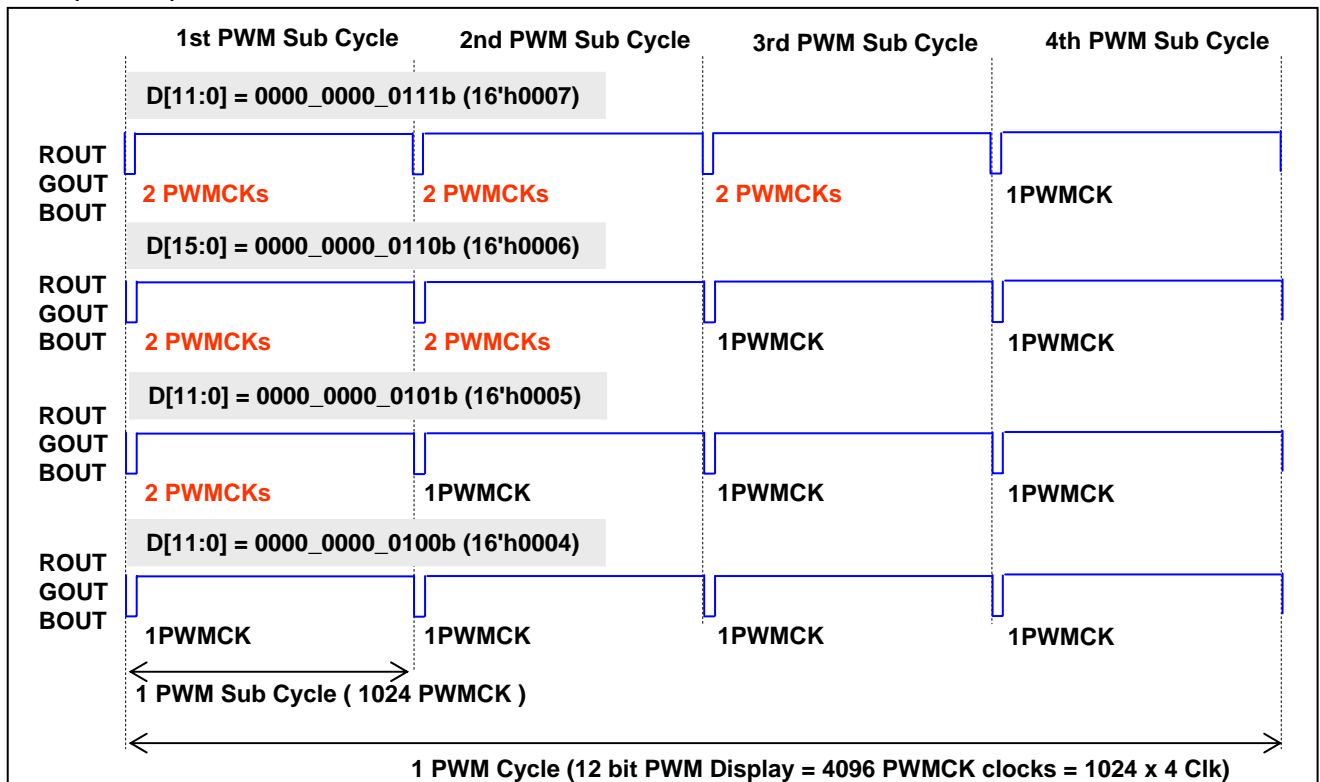 1st PWM Sub Cycle 2nd PWM Sub Cycle 3rd PWM Sub Cycle 4th PWM Sub Cycle
D[11:0] = 0000_0000_0111b (16'h0007)
ROUT
GOUT
BOUT
2 PWMCKs 2 PWMCKs 2 PWMCKs 1PWMCK
D[15:0] = 0000_0000_0110b (16'h0006)
ROUT
GOUT
BOUT
2 PWMCKs 2 PWMCKs 1PWMCK 1PWMCK
D[11:0] = 0000_0000_0101b (16'h0005)
ROUT
GOUT
BOUT
2 PWMCKs 1PWMCK 1PWMCK 1PWMCK
D[11:0] = 0000_0000_0100b (16'h0004)
ROUT
GOUT
BOUT
1PWMCK 1PWMCK 1PWMCK 1PWMCK
1 PWM Sub Cycle ( 1024 PWMCK )
1 PWM Cycle (12 bit PWM Display = 4096 PWMCK clocks = 1024 x 4 Clk)